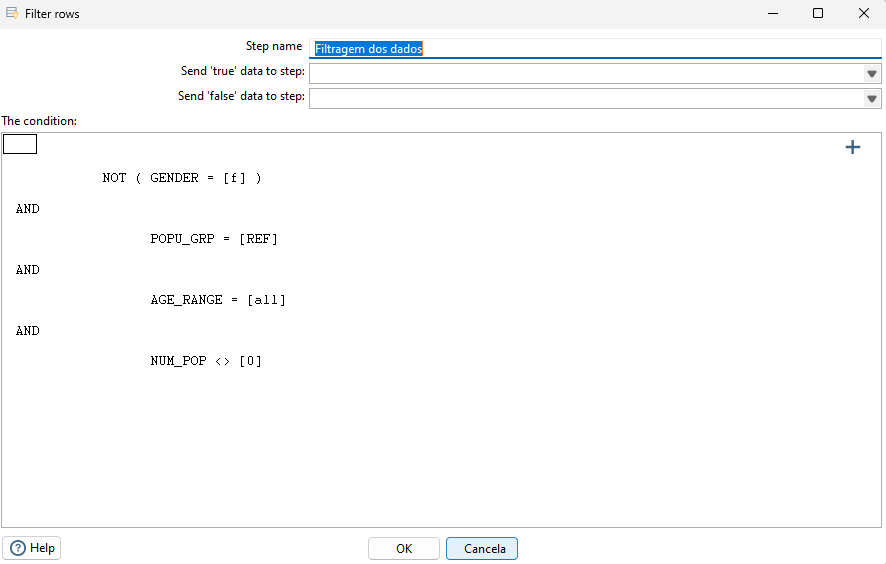 Filter rows
Step name Filtragem dos dados
Send 'true' data to step:
Send 'false' data to step:
The condition:
NOT ( GENDER = [f] )
AND
POPU_GRP = [REF]
AND
AGE_RANGE = [all]
AND
NUM_POP <> [0]
Help OK Cancela